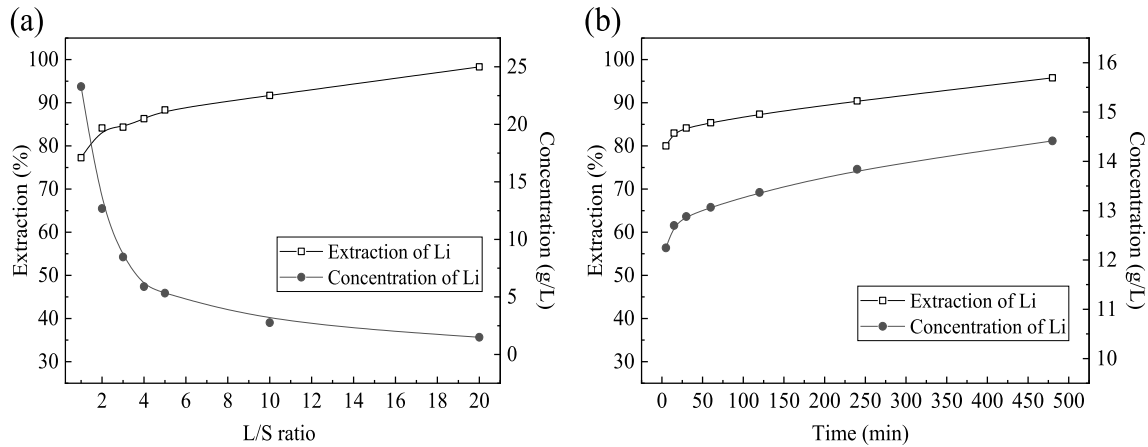 (a)
100
90
80
70
60
50
40
30
Extraction (%)
25
20
15
10
5
0
Concentration (g/L)
Extraction of Li
Concentration of Li
2 4 6 8 10 12 14 16 18 20
L/S ratio
(b)
100
90
80
70
60
50
40
30
Extraction (%)
16
15
14
13
12
11
10
Concentration (g/L)
Extraction of Li
Concentration of Li
0 50 100 150 200 250 300 350 400 450 500
Time (min)